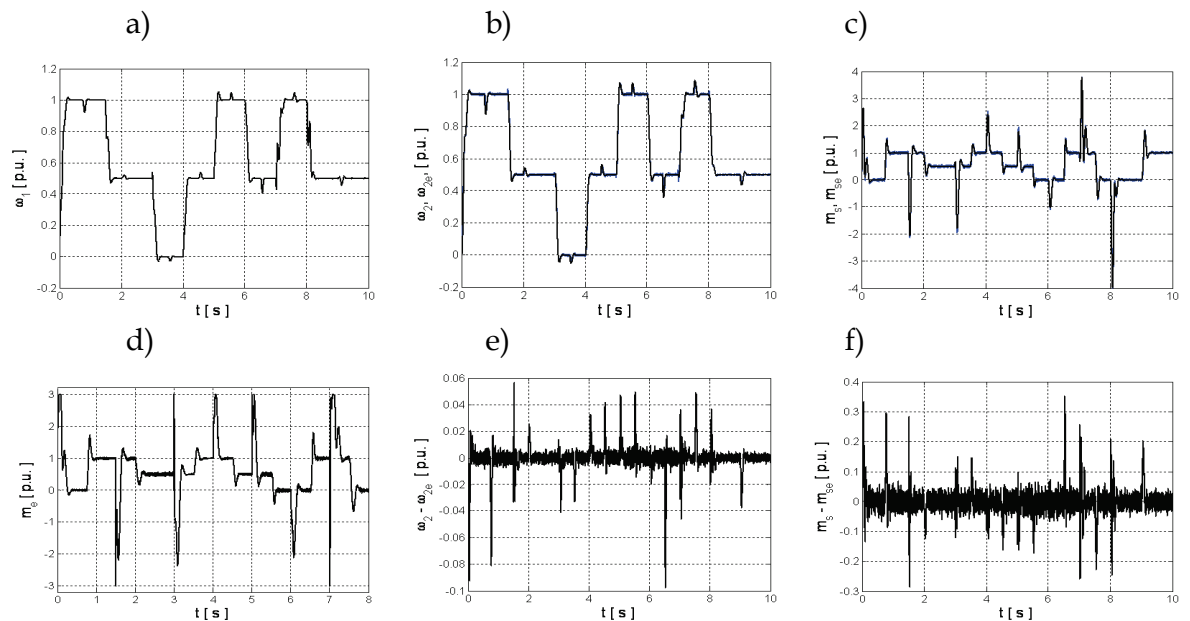 a)
b)
c)
1.2
1
0.8
0.6
0.4
0.2
0
-0.2
ω1 [ p.u. ]
0 2 4 6 8 10
t [ s ]
1.2
1
0.8
0.6
0.4
0.2
0
-0.2
ω2, ω2e, [ p.u. ]
0 2 4 6 8 10
t [ s ]
4
3
2
1
0
-1
-2
-3
-4
ms, mse [ p.u. ]
0 2 4 6 8 10
t [ s ]
d)
e)
f)
3
2
1
0
-1
-2
-3
me [ p.u. ]
0 1 2 3 4 5 6 7 8
t [ s ]
0.06
0.04
0.02
0
-0.02
-0.04
-0.06
-0.08
-0.1
ω2 - ω2e [ p.u. ]
0 2 4 6 8 10
t [ s ]
0.4
0.3
0.2
0.1
0
-0.1
-0.2
-0.3
ms - mse [ p.u. ]
0 2 4 6 8 10
t [ s ]